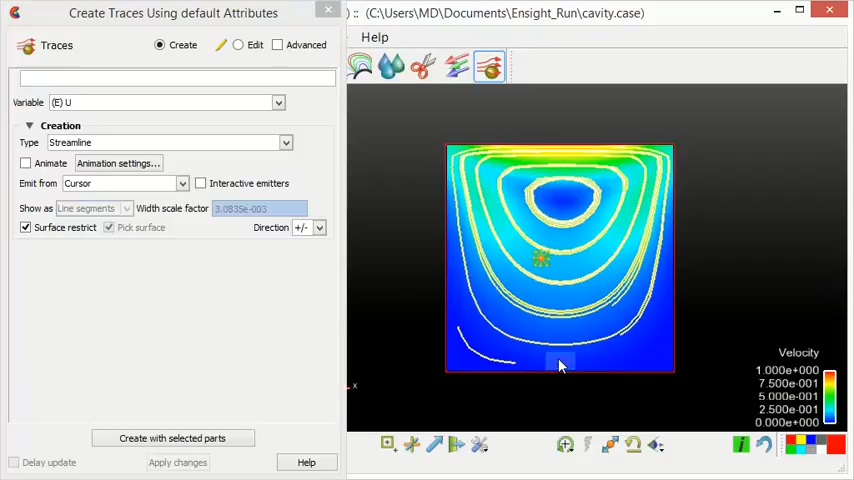 Create Traces Using default Attributes
) :: (C:\Users\MD\Documents\Ensight_Run\cavity.case)
Help
Traces
Create
Edit
Advanced
Variable
(E) U
Creation
Type
Streamline
Animate
Animation settings...
Emit from
Cursor
Interactive emitters
Show as
Line segments
Width scale factor
3.0835e-003
Surface restrict
Pick surface
Direction
+/-
Velocity
1.000e+000
7.500e-001
5.000e-001
2.500e-001
0.000e+000
x
Create with selected parts
Delay update
Apply changes
Help